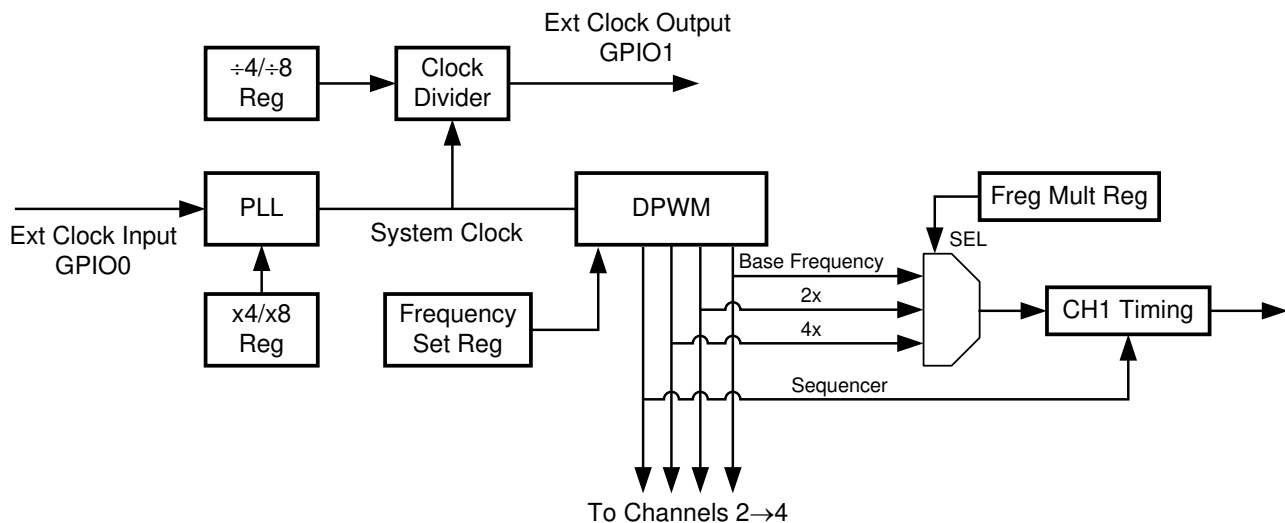 Ext Clock Output
GPIO1
÷4/÷8
Reg
Clock
Divider
PLL
DPWM
Freg Mult Reg
Ext Clock Input
GPIO0
System Clock
SEL
Base Frequency
x4/x8
Reg
Frequency
Set Reg
2x
CH1 Timing
4x
Sequencer
To Channels 2→4